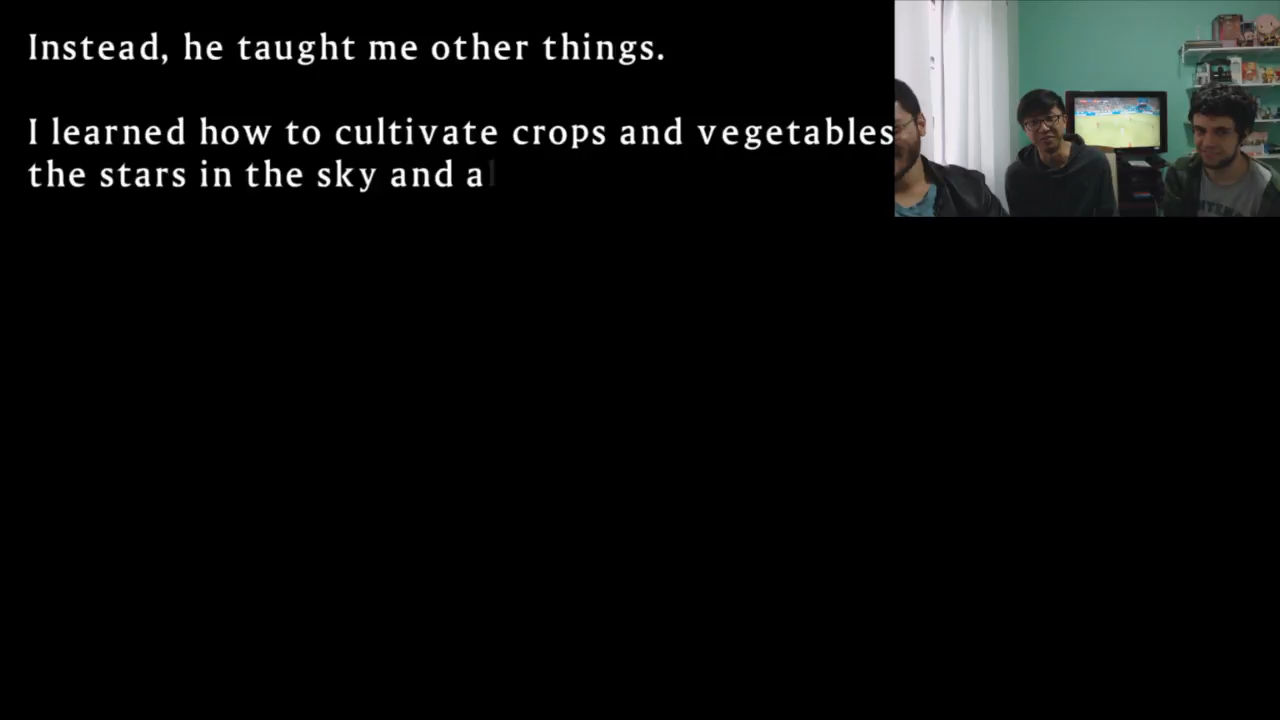 Instead, he taught me other things.
I learned how to cultivate crops and vegetables
the stars in the sky and al